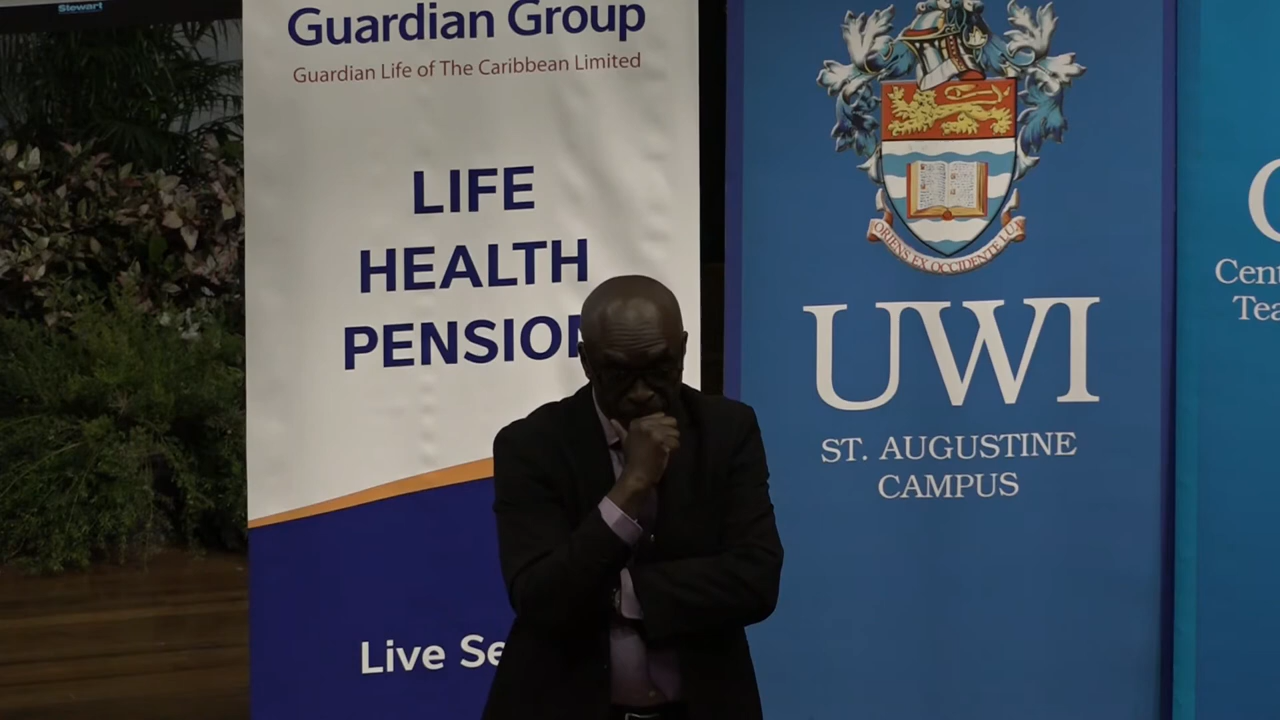 Stewart
Guardian Group
Guardian Life of The Caribbean Limited
LIFE
HEALTH
PENSION
Live Se
ORIENS EX OCCIDENTE LUX
UWI
ST. AUGUSTINE
CAMPUS
C
Cent
Tea